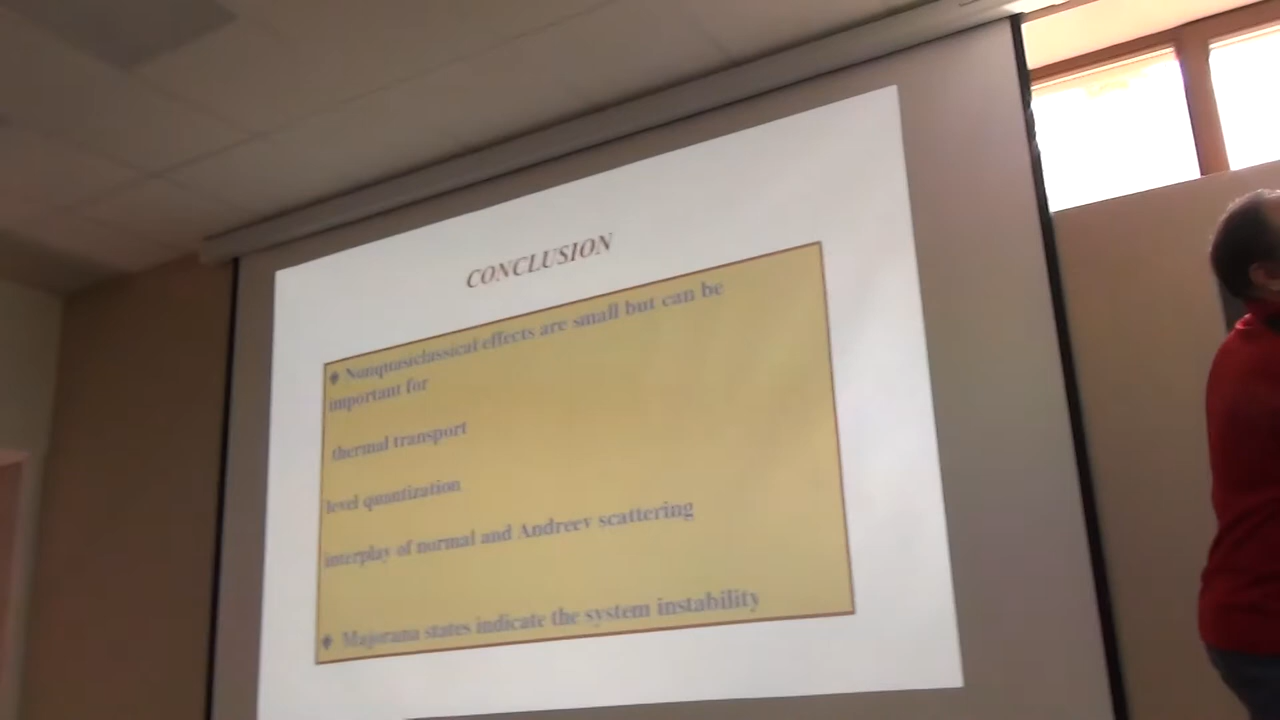 CONCLUSION
❖ Nonquasiclassical effects are small but can be
important for
thermal transport
level quantization
interplay of normal and Andreev scattering
❖ Majorana states indicate the system instability